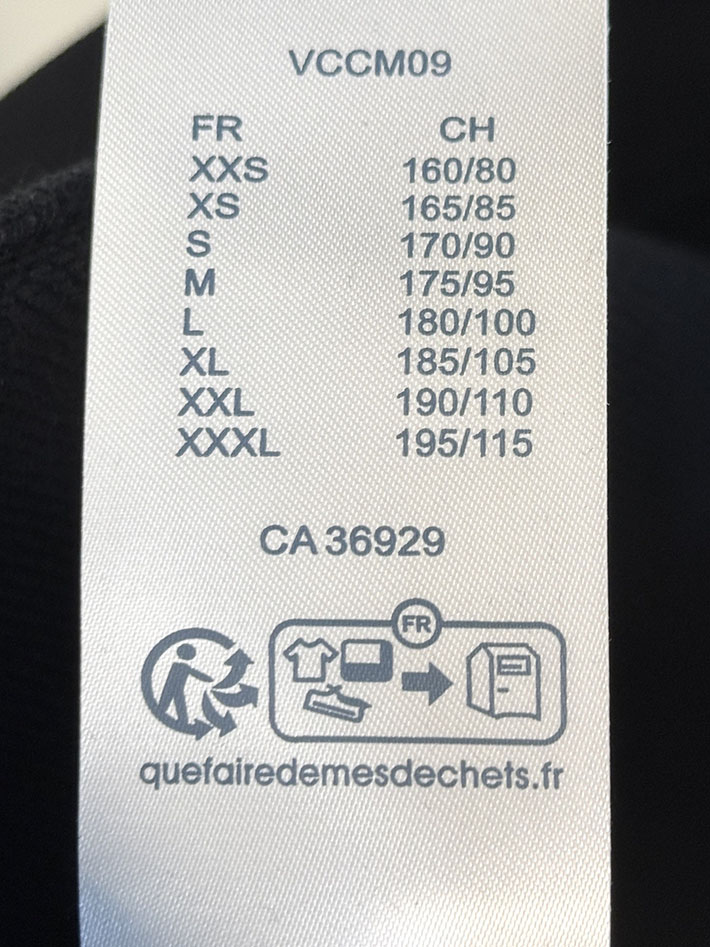 VCCM09
FR CH
XXS 160/80
XS 165/85
S 170/90
M 175/95
L 180/100
XL 185/105
XXL 190/110
XXXL 195/115
CA 36929
FR
quefairedemesdechets.fr